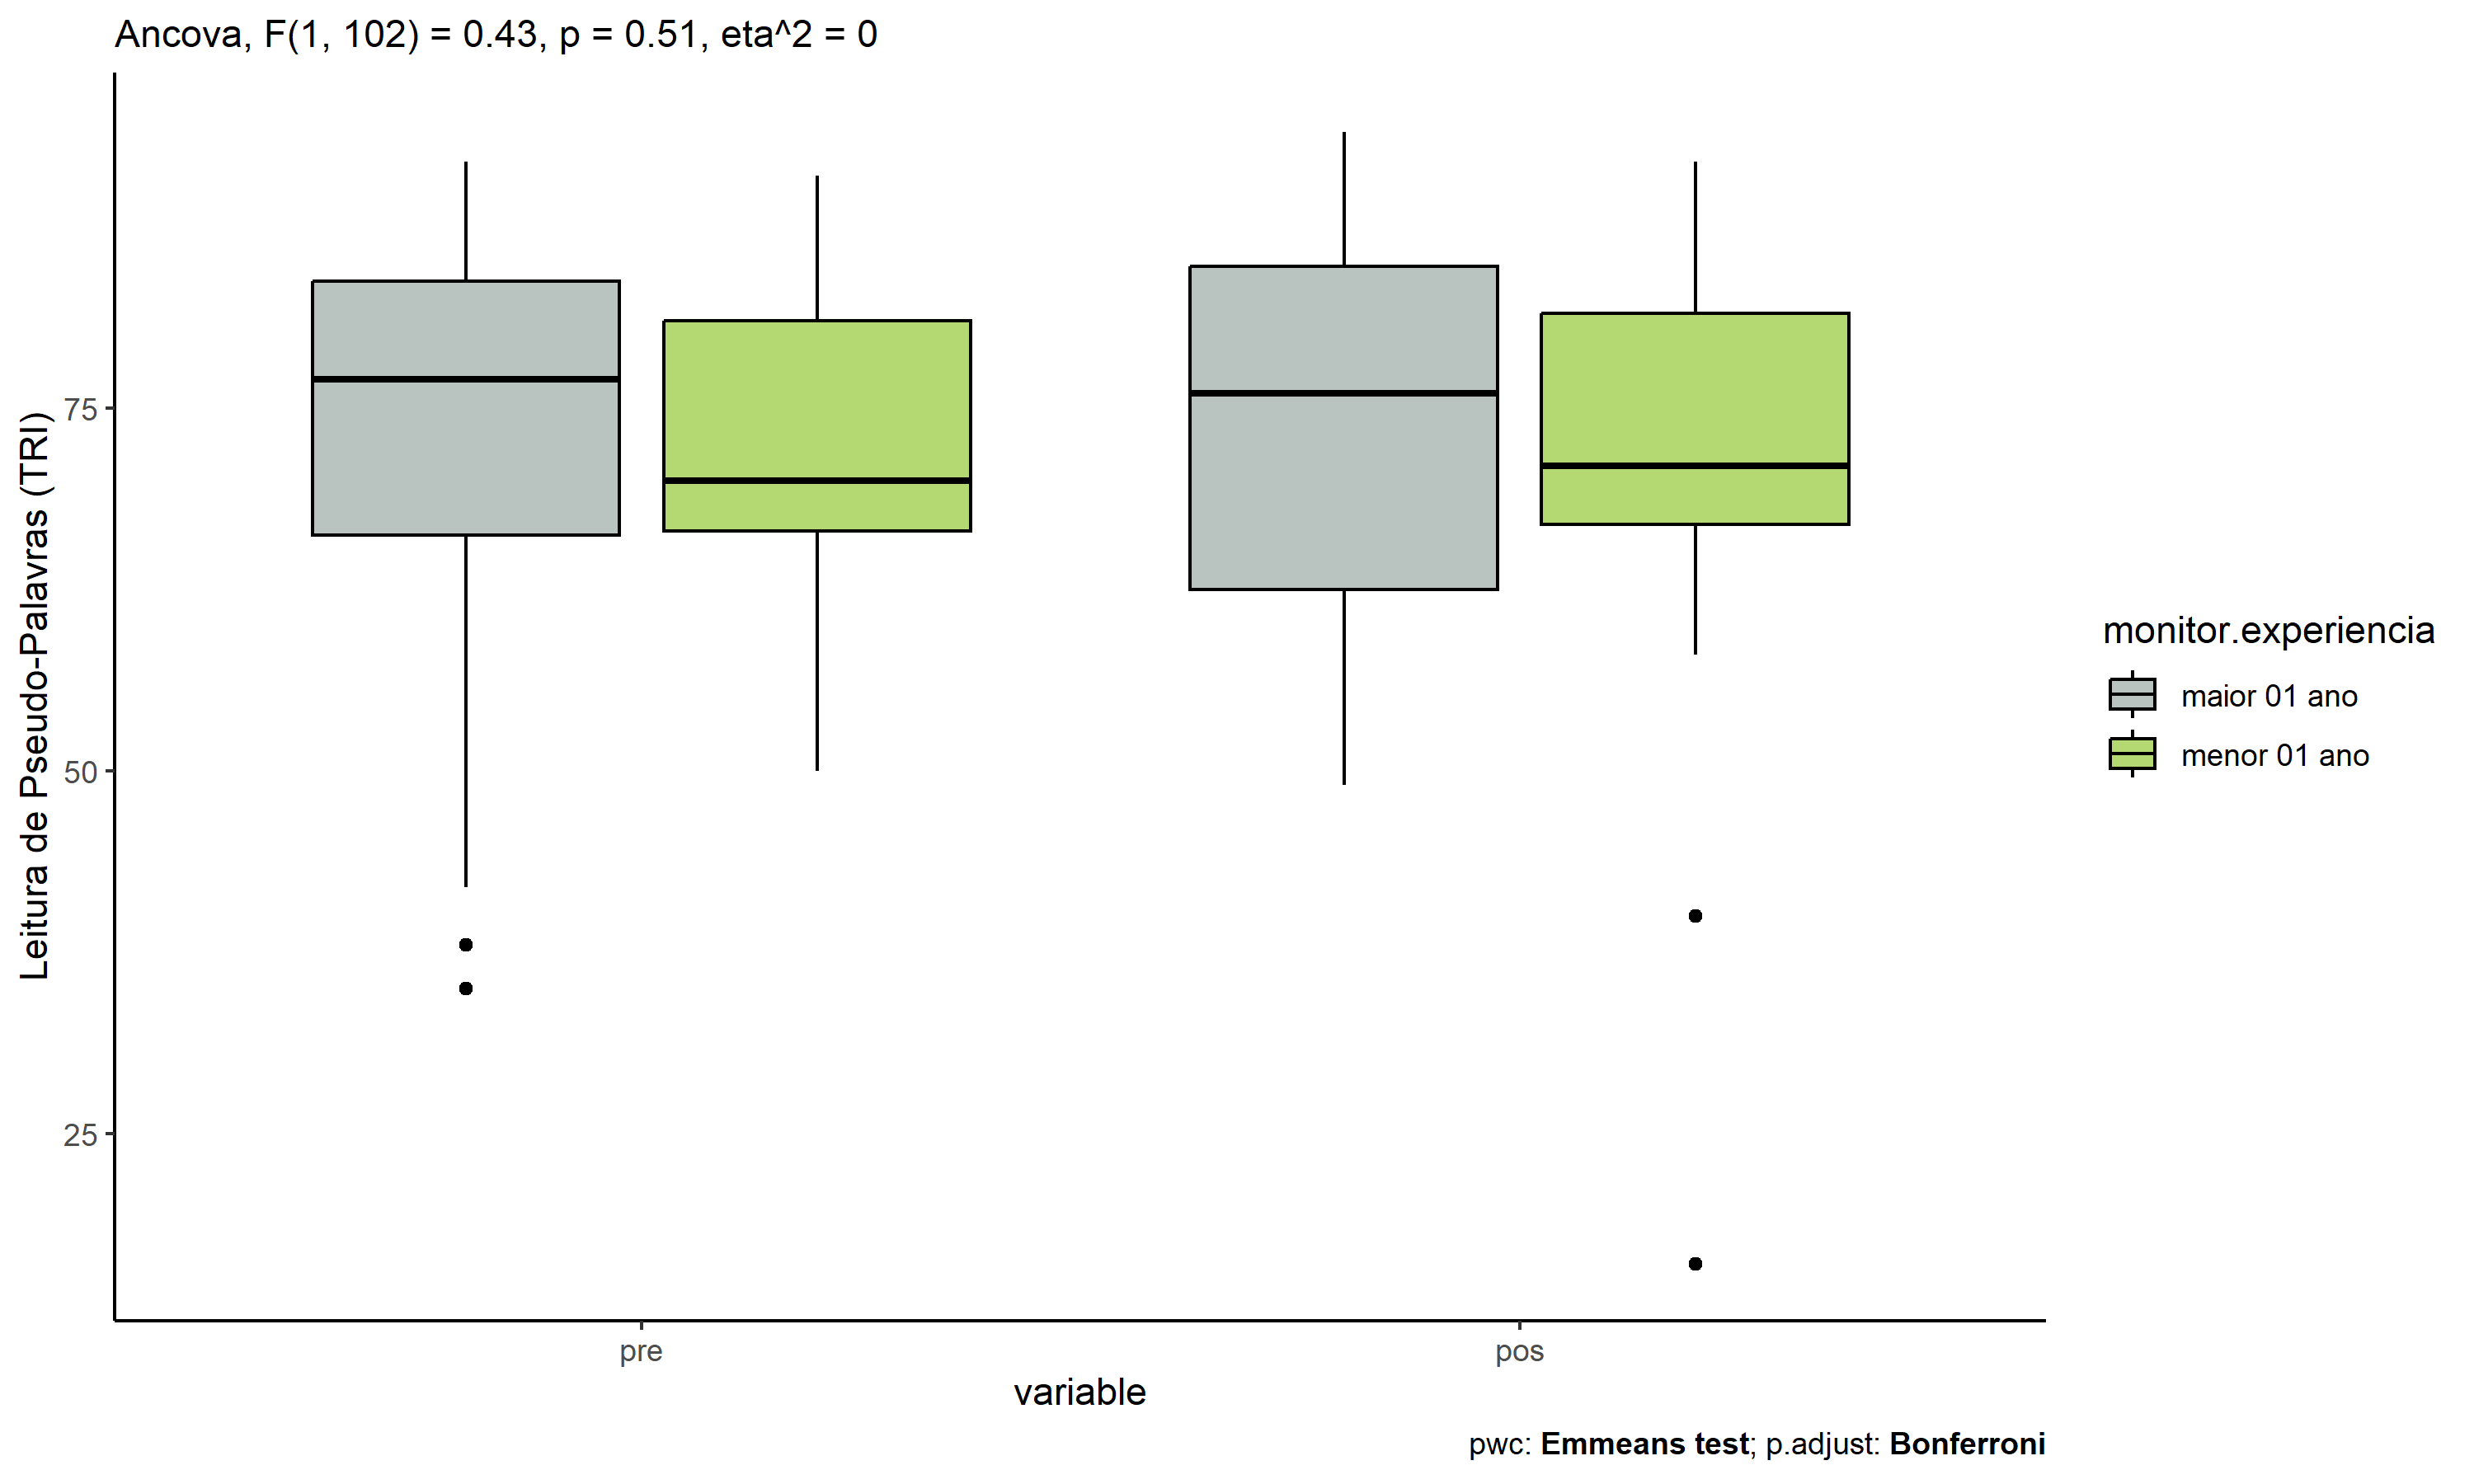 Ancova, F(1, 102) = 0.43, p = 0.51, eta^2 = 0
Leitura de Pseudo-Palavras (TRI)
75
50
25
pre
pos
variable
monitor.experiencia
maior 01 ano
menor 01 ano
pwc: Emmeans test; p.adjust: Bonferroni